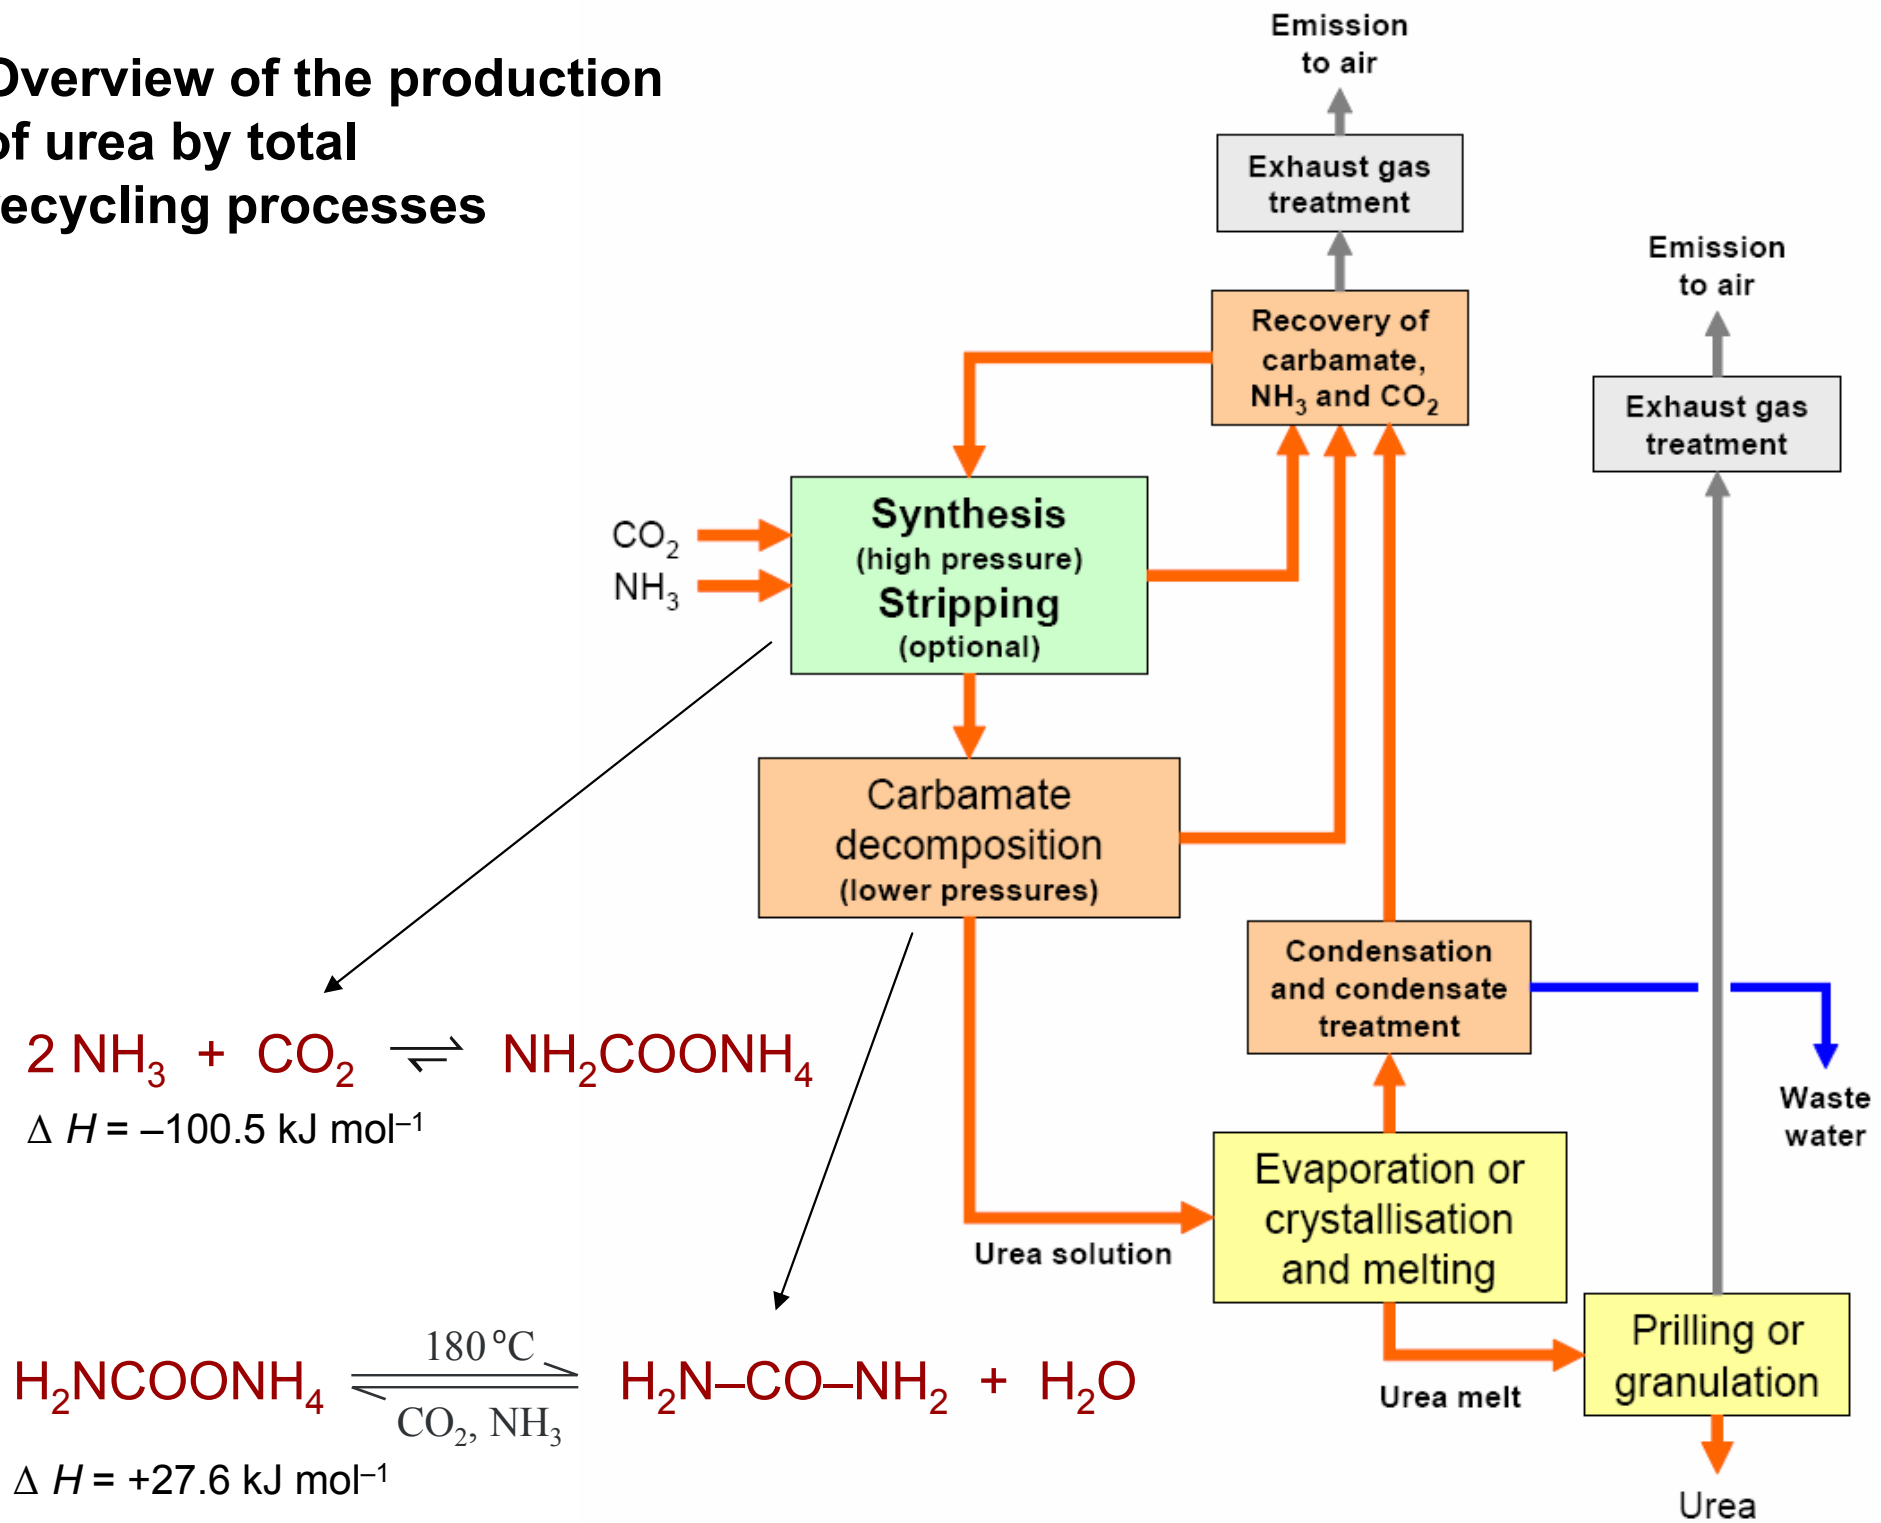 Overview of the production
of urea by total
recycling processes
Emission
to air
Exhaust gas
treatment
Recovery of
carbamate,
NH₃ and CO₂
Emission
to air
Exhaust gas
treatment
CO₂
NH₃
Synthesis
(high pressure)
Stripping
(optional)
Carbamate
decomposition
(lower pressures)
Condensation
and condensate
treatment
Waste
water
2 NH₃ + CO₂ ⇌ NH₂COONH₄
Δ H = –100.5 kJ mol⁻¹
Urea solution
Evaporation or
crystallisation
and melting
Urea melt
Prilling or
granulation
Urea
180 °C
H₂NCOONH₄ ⇌ H₂N–CO–NH₂ + H₂O
CO₂, NH₃
Δ H = +27.6 kJ mol⁻¹